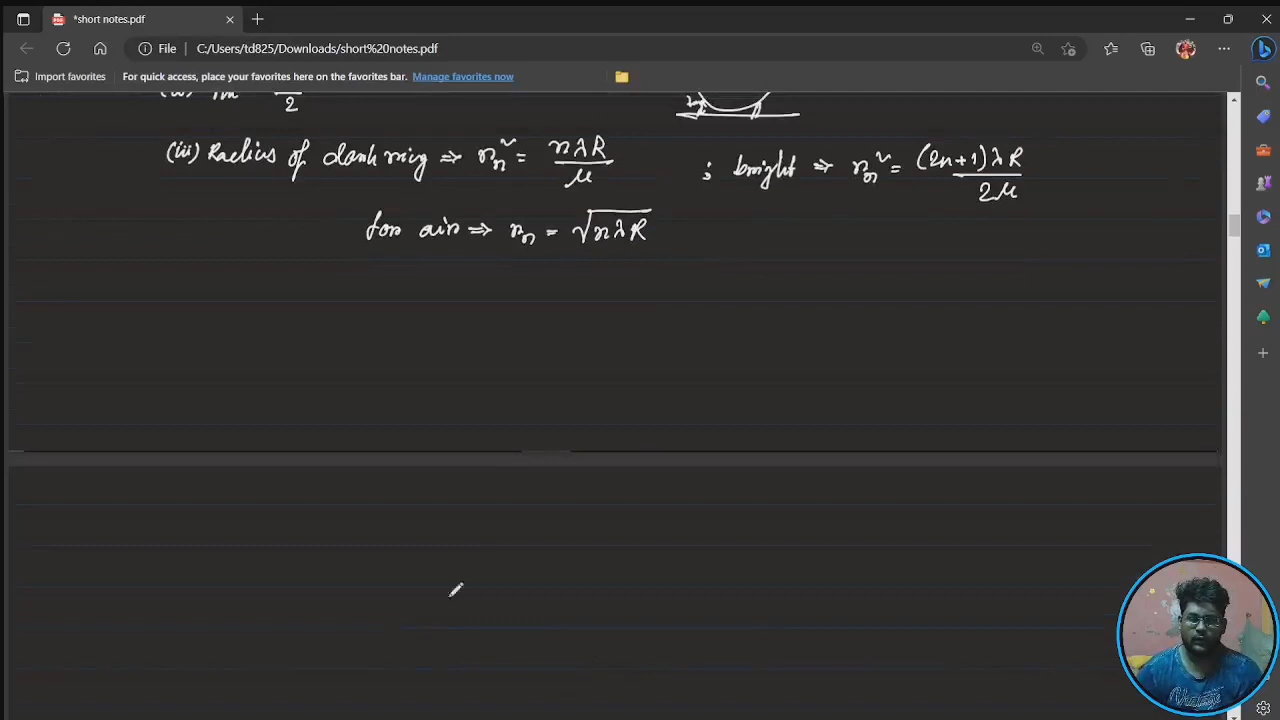 *short notes.pdf
File C:/Users/td825/Downloads/short%20notes.pdf
Import favorites For quick access, place your favorites here on the favorites bar. Manage favorites now
2
(iii) Radius of dark ring ⇒ rₙ² = nλR/μ ; bright ⇒ rₙ² = (2n+1)λR/2μ
for air ⇒ rₙ = √nλR